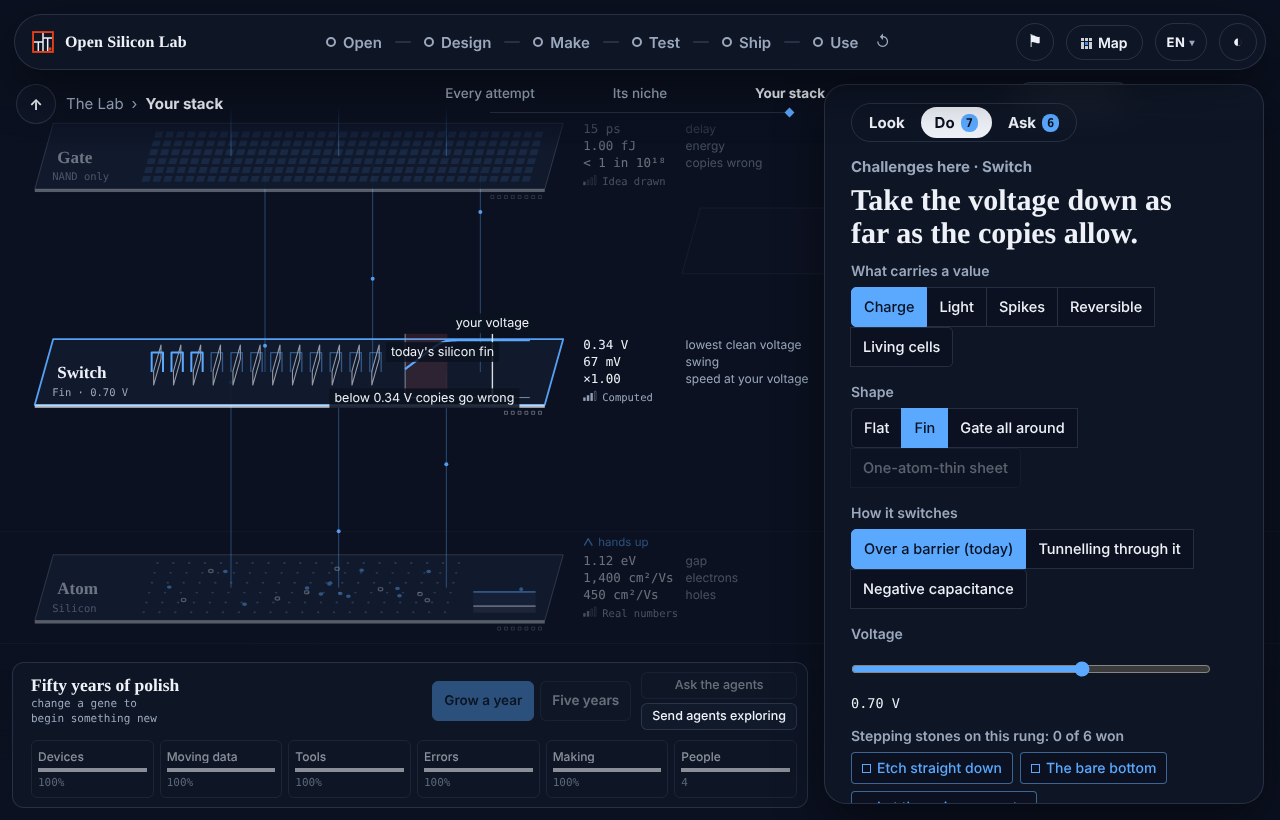 Open Silicon Lab
Open
Design
Make
Test
Ship
Use
Map
EN
The Lab › Your stack
Every attempt
Its niche
Your stack
Gate
NAND only
15 ps delay
1.00 fJ energy
< 1 in 10¹⁸ copies wrong
Idea drawn
your voltage
today's silicon fin
below 0.34 V copies go wrong
Switch
Fin · 0.70 V
0.34 V lowest clean voltage
67 mV swing
×1.00 speed at your voltage
Computed
hands up
Atom
Silicon
1.12 eV gap
1,400 cm²/Vs electrons
450 cm²/Vs holes
Real numbers
Fifty years of polish
change a gene to
begin something new
Grow a year
Five years
Ask the agents
Send agents exploring
Devices
100%
Moving data
100%
Tools
100%
Errors
100%
Making
100%
People
4
Look
Do 7
Ask 6
Challenges here · Switch
Take the voltage down as
far as the copies allow.
What carries a value
Charge
Light
Spikes
Reversible
Living cells
Shape
Flat
Fin
Gate all around
One-atom-thin sheet
How it switches
Over a barrier (today)
Tunnelling through it
Negative capacitance
Voltage
0.70 V
Stepping stones on this rung: 0 of 6 won
Etch straight down
The bare bottom